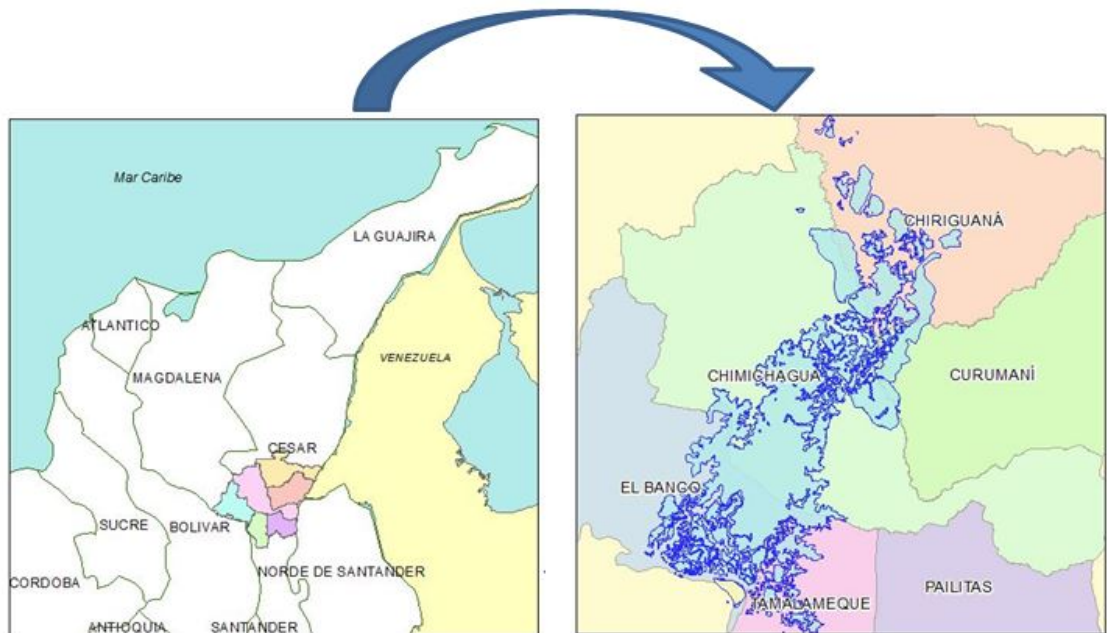 Mar Caribe
LA GUAJIRA
ATLANTICO
VENEZUELA
MAGDALENA
CESAR
SUCRE
BOLIVAR
NORDE DE SANTANDER
CORDOBA
ANTIOQUIA
SANTANDER
CHIRIGUANÁ
CHIMICHAGUA
CURUMANÍ
EL BANCO
PAILITAS
TAMALAMEQUE